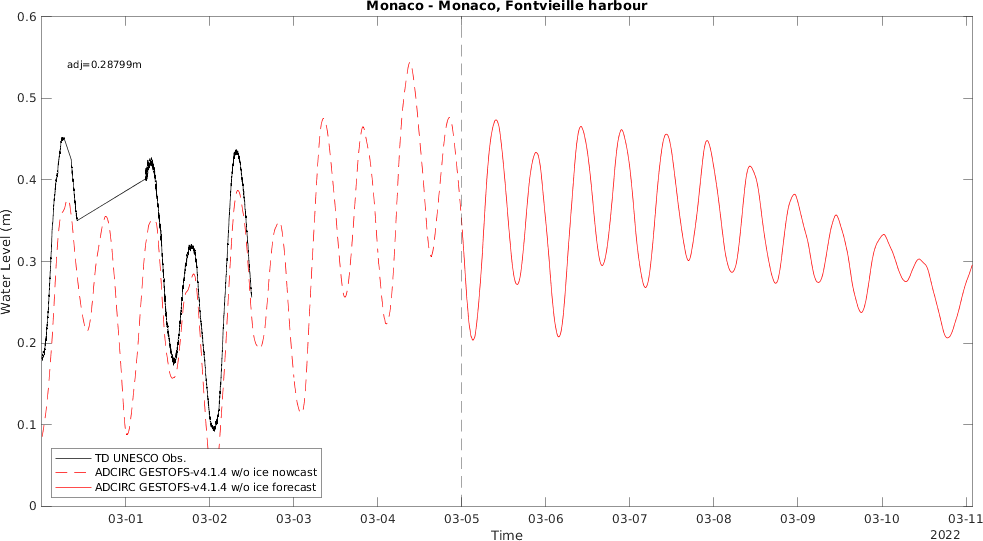 Monaco - Monaco, Fontvieille harbour
adj=0.28799m
0.6
0.5
0.4
0.3
0.2
0.1
0
Water Level (m)
TD UNESCO Obs.
ADCIRC GESTOFS-v4.1.4 w/o ice nowcast
ADCIRC GESTOFS-v4.1.4 w/o ice forecast
03-01 03-02 03-03 03-04 03-05 03-06 03-07 03-08 03-09 03-10 03-11
Time
2022